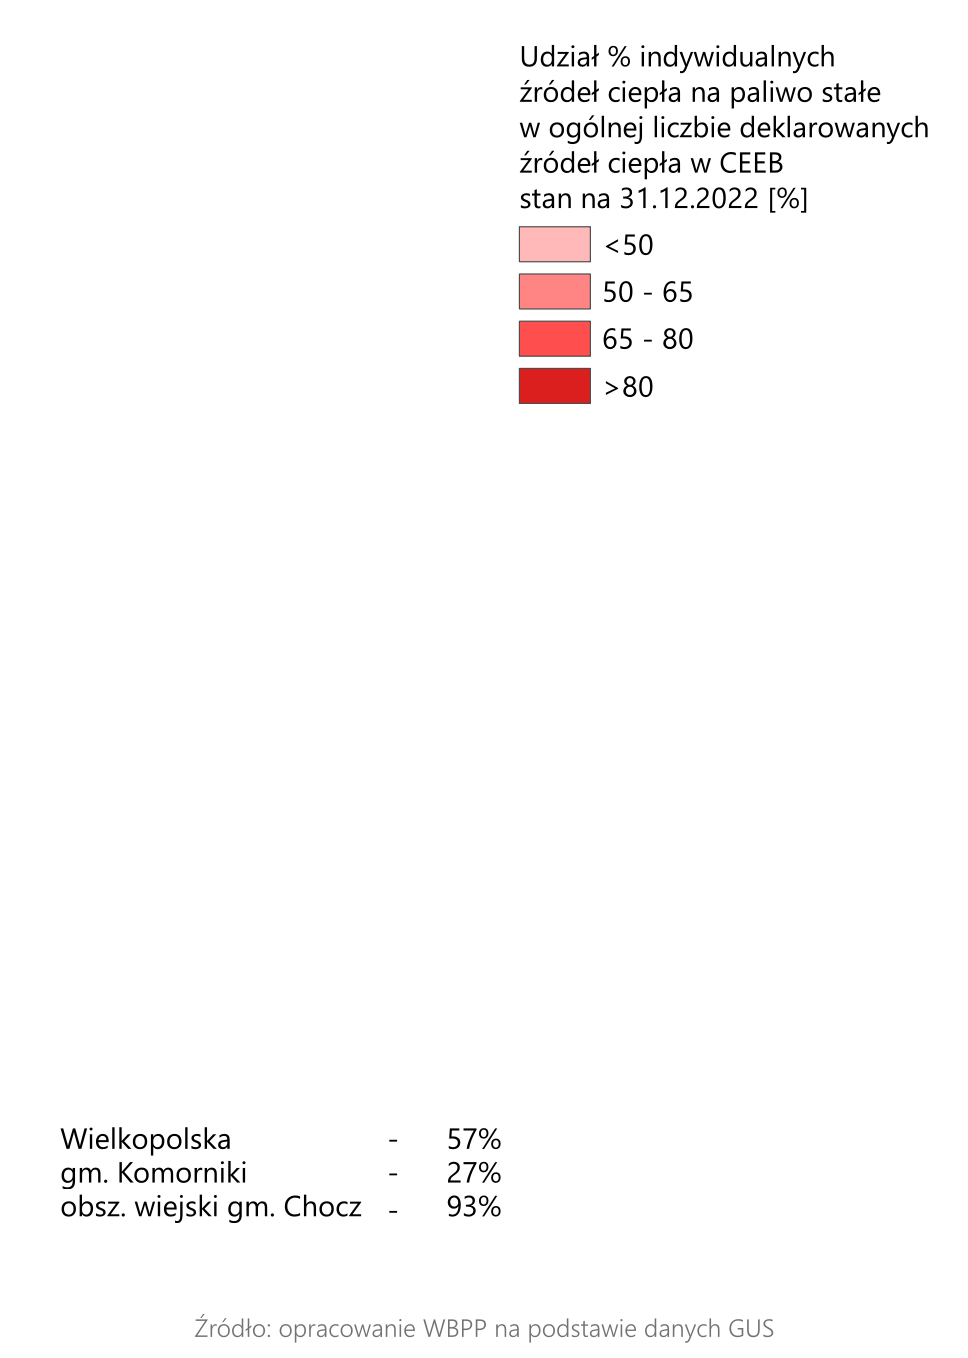 Udział % indywidualnych
źródeł ciepła na paliwo stałe
w ogólnej liczbie deklarowanych
źródeł ciepła w CEEB
stan na 31.12.2022 [%]
<50
50 - 65
65 - 80
>80
Wielkopolska - 57%
gm. Komorniki - 27%
obsz. wiejski gm. Chocz - 93%
Źródło: opracowanie WBPP na podstawie danych GUS